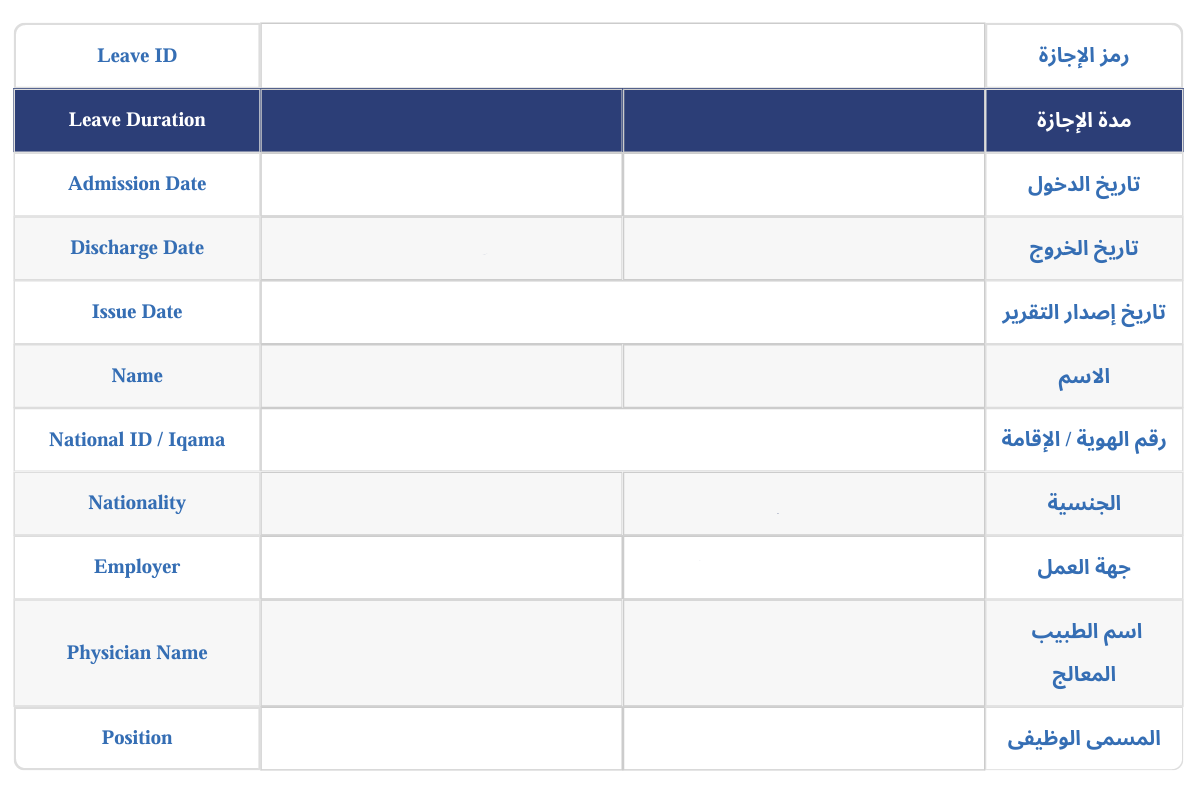 Leave ID
رمز الإجازة
Leave Duration
مدة الإجازة
Admission Date
تاريخ الدخول
Discharge Date
تاريخ الخروج
Issue Date
تاريخ إصدار التقرير
Name
الاسم
National ID / Iqama
رقم الهوية / الإقامة
Nationality
الجنسية
Employer
جهة العمل
Physician Name
اسم الطبيب
المعالج
Position
المسمى الوظيفى